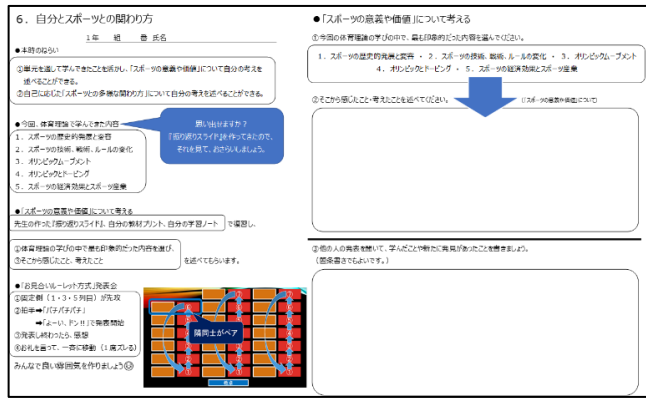 6．自分とスポーツとの関わり方
1年　組　番 氏名
●本時のねらい
①単元を通して学んできたことを活かし、「スポーツの意義や価値」について自分の考えを
述べることができる。
②自己に応じた「スポーツとの多様な関わり方」について自分の考えを述べることができる。
●今回、体育理論で学んできた内容
1．スポーツの歴史的発展と変容
2．スポーツの技術、戦術、ルールの変化
3．オリンピックムーブメント
4．オリンピックとドーピング
5．スポーツの経済効果とスポーツ産業
思い出せますか？
『振り返りスライド』を作ってきたので、
それを見て、おさらいしましょう。
●「スポーツの意義や価値」について考える
先生の作った『振り返りスライド』、自分の教材プリント、自分の学習ノート で復習し、
①体育理論の学びの中で最も印象的だった内容を選び、
②そこから感じたこと、考えたこと を述べてもらいます。
●「お見合いルーレット方式」発表会
①固定側（1・3・5列目）が先攻
②拍手➡「パチパチパチ」
➡「よーい、ドン!!」で発表開始
③発表し終わったら、感想
④お礼を言って、一斉に移動（1席ズレる）
みんなで良い雰囲気を作りましょう☺
隣同士がペア
●「スポーツの意義や価値」について考える
①今回の体育理論の学びの中で、最も印象的だった内容を選んでください。
1．スポーツの歴史的発展と変容 ・ 2．スポーツの技術、戦術、ルールの変化 ・ 3．オリンピックムーブメント
4．オリンピックとドーピング ・ 5．スポーツの経済効果とスポーツ産業
②そこから感じたこと・考えたことを述べてください。 （「スポーツの意義や価値」について）
③他の人の発表を聞いて、学んだことや新たに発見があったことを書きましょう。
（箇条書きでもよいです。）